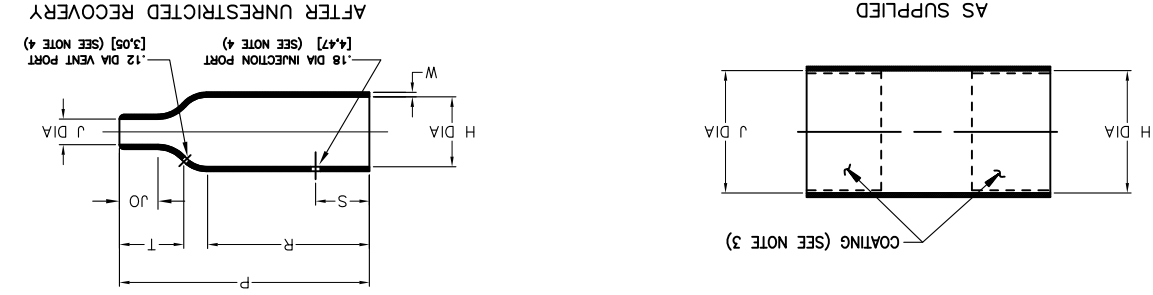 COATING (SEE NOTE 3)
H DIA
J DIA
AS SUPPLIED
P
R
T
S
JO
H DIA
J DIA
W
.18 DIA INJECTION PORT
[4,47] (SEE NOTE 4)
.12 DIA VENT PORT
[3,05] (SEE NOTE 4)
AFTER UNRESTRICTED RECOVERY